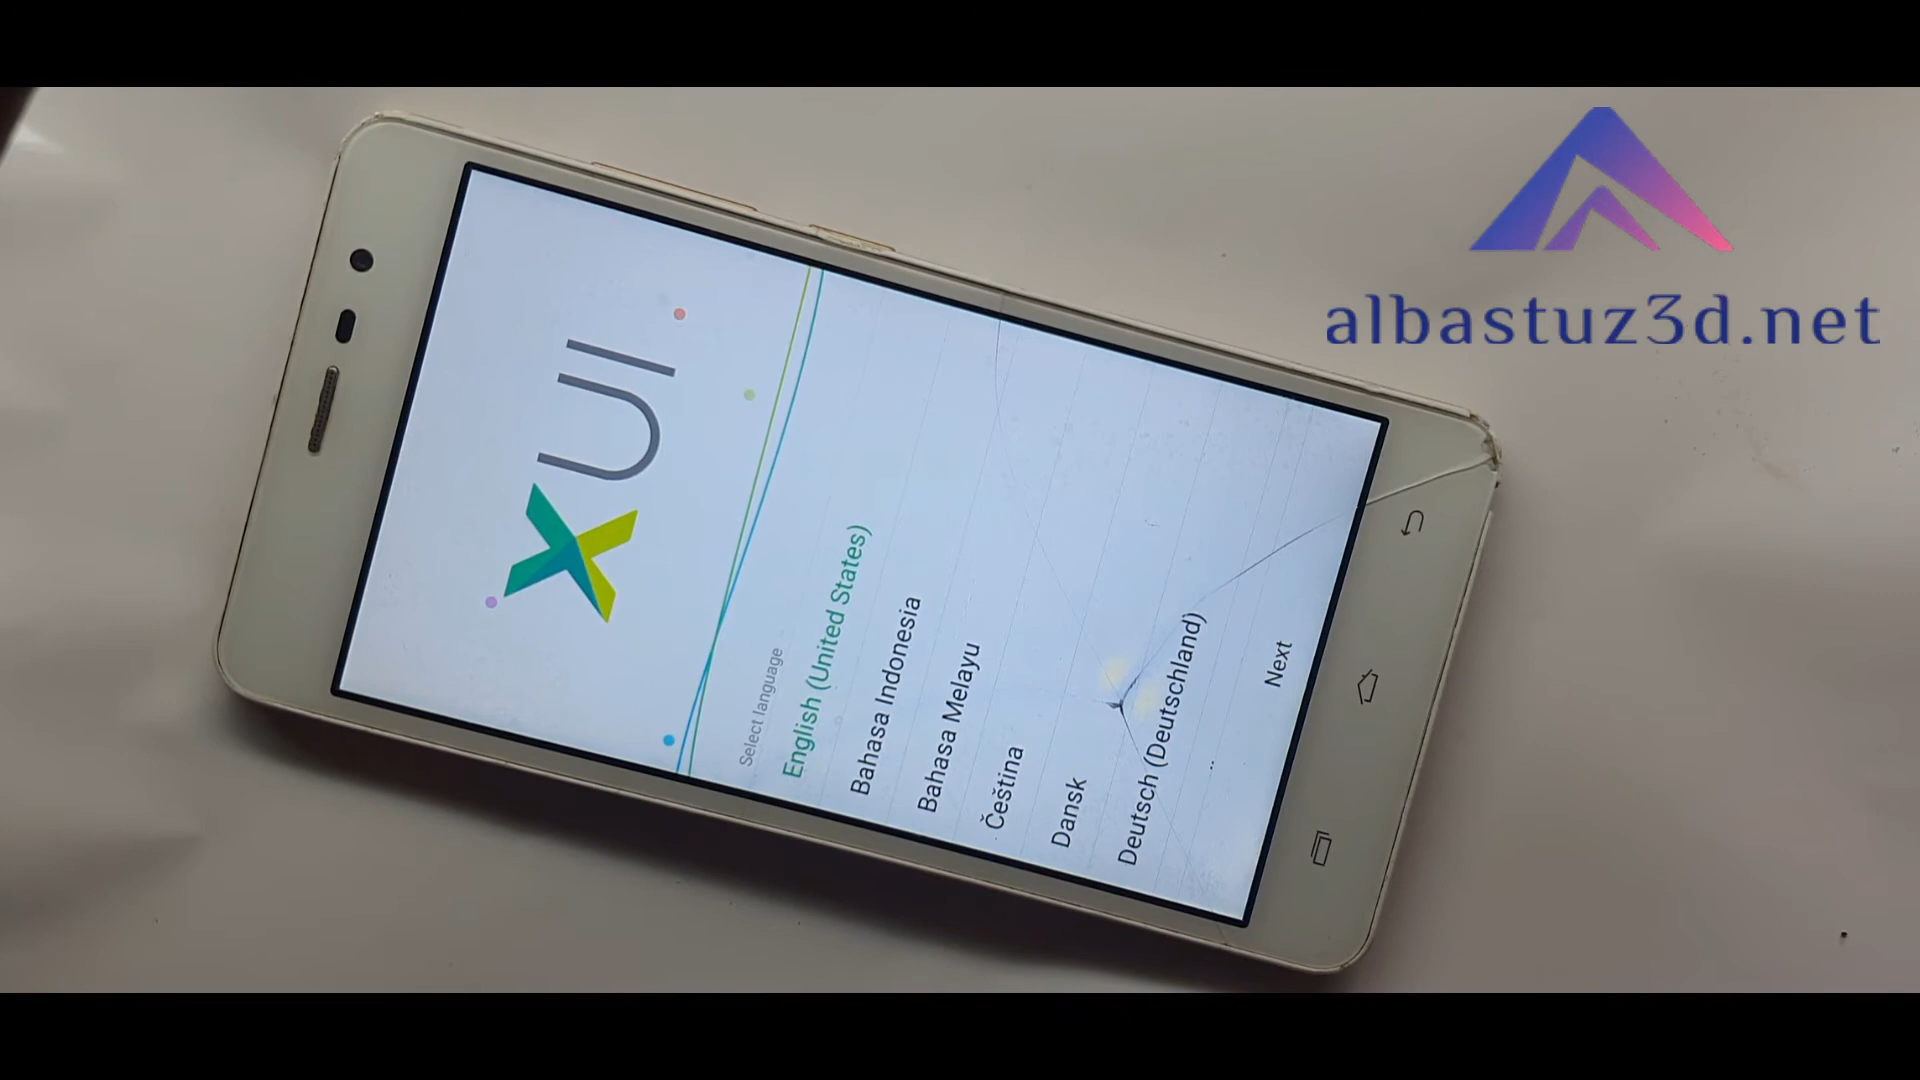 albastuz3d.net
XUI
Select language
English (United States)
Bahasa Indonesia
Bahasa Melayu
Čeština
Dansk
Deutsch (Deutschland)
Next